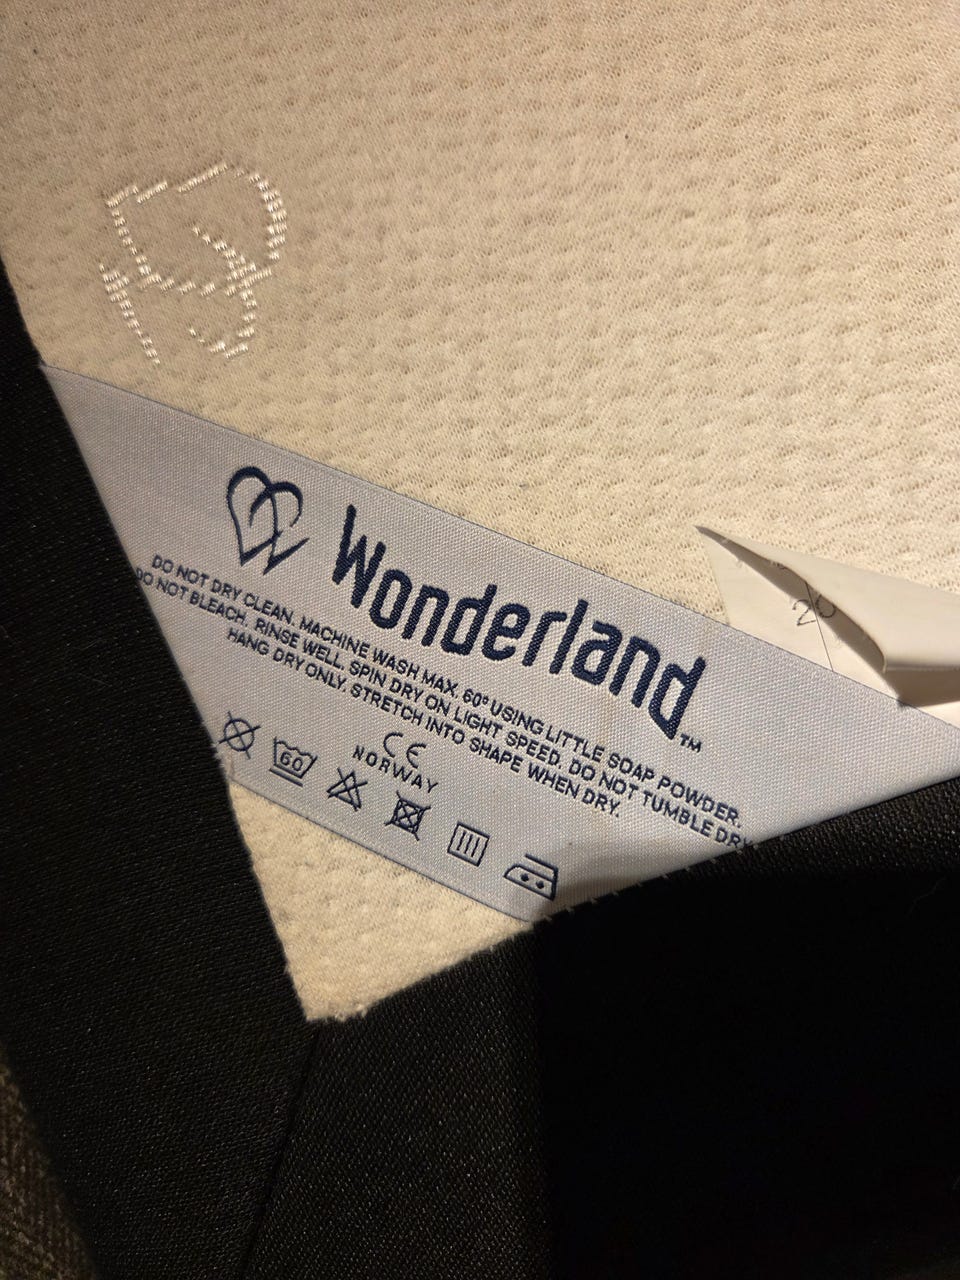 Wonderland™
DO NOT DRY CLEAN. MACHINE WASH MAX. 60° USING LITTLE SOAP POWDER.
DO NOT BLEACH. RINSE WELL. SPIN DRY ON LIGHT SPEED. DO NOT TUMBLE DRY
HANG DRY ONLY. STRETCH INTO SHAPE WHEN DRY.
CE
NORWAY
60